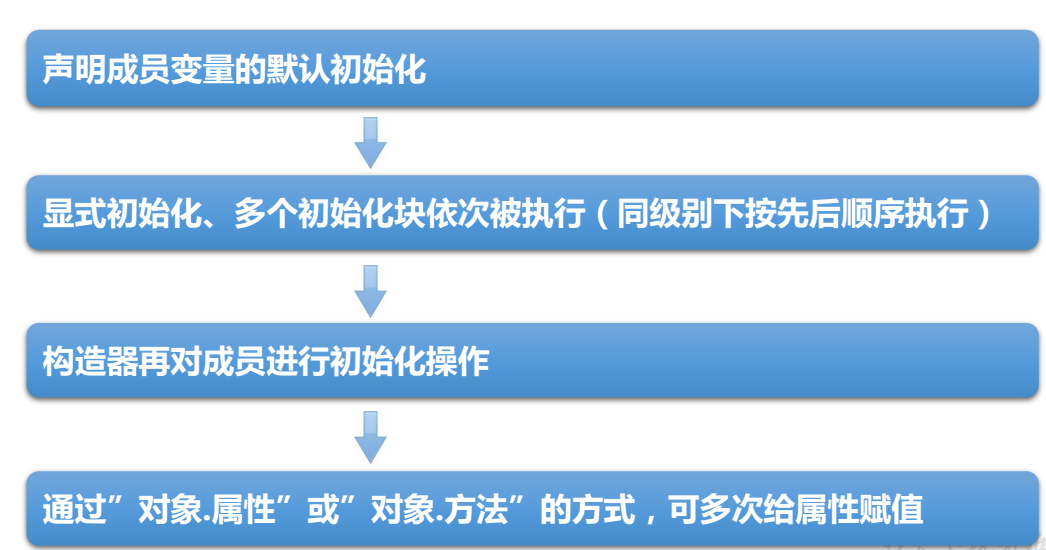 声明成员变量的默认初始化
显式初始化、多个初始化块依次被执行（同级别下按先后顺序执行）
构造器再对成员进行初始化操作
通过”对象.属性”或”对象.方法”的方式，可多次给属性赋值